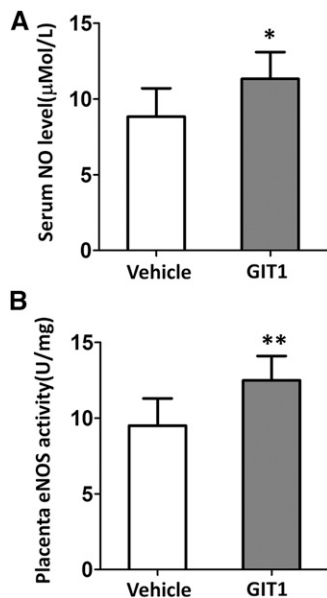 A
Serum NO level(μMol/L)
15
10
5
0
*
Vehicle GIT1
B
Placenta eNOS activity(U/mg)
15
10
5
0
**
Vehicle GIT1